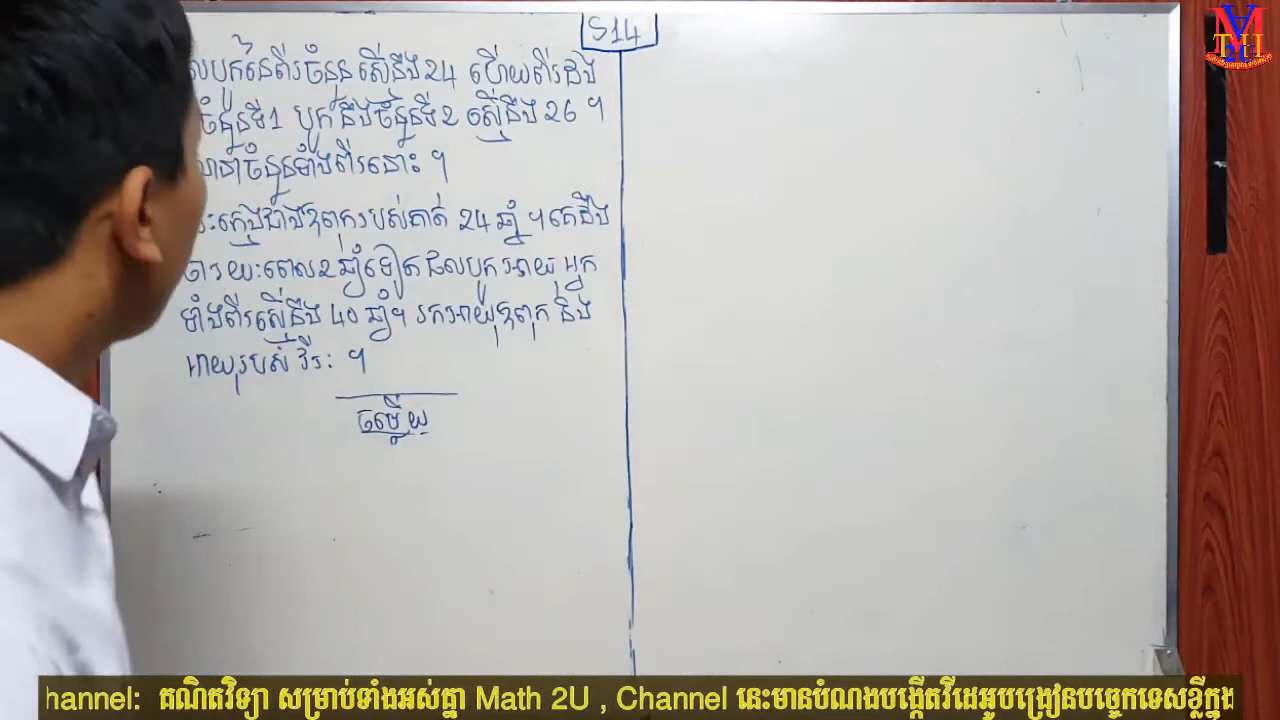 S14
លបូកនៃពីរចំនួន ស្មើនឹង 24 ហើយពីរដង
ចំនួនទី1 បូកនឹងចំនួនទី2 ស្មើនឹង 26 ។
ចំនួនទាំងពីរនោះ ។
រៈក្មេងជាងឪពុករបស់គាត់ 24 ឆ្នាំ ។ គេដឹង
ថារយៈពេល2 ឆ្នាំទៀត ផលបូកអាយុអ្នក
ទាំងពីរស្មើនឹង 40 ឆ្នាំ។ រកអាយុឪពុក និង
អាយុរបស់ វីរៈ ។
ចម្លើយ
MATH
hannel: គណិតវិទ្យា សម្រាប់ទាំងអស់គ្នា Math 2U , Channel នេះមានបំណងបង្កើតវីដេអូបង្រៀនបច្ចេកទេសខ្លីក្នុង